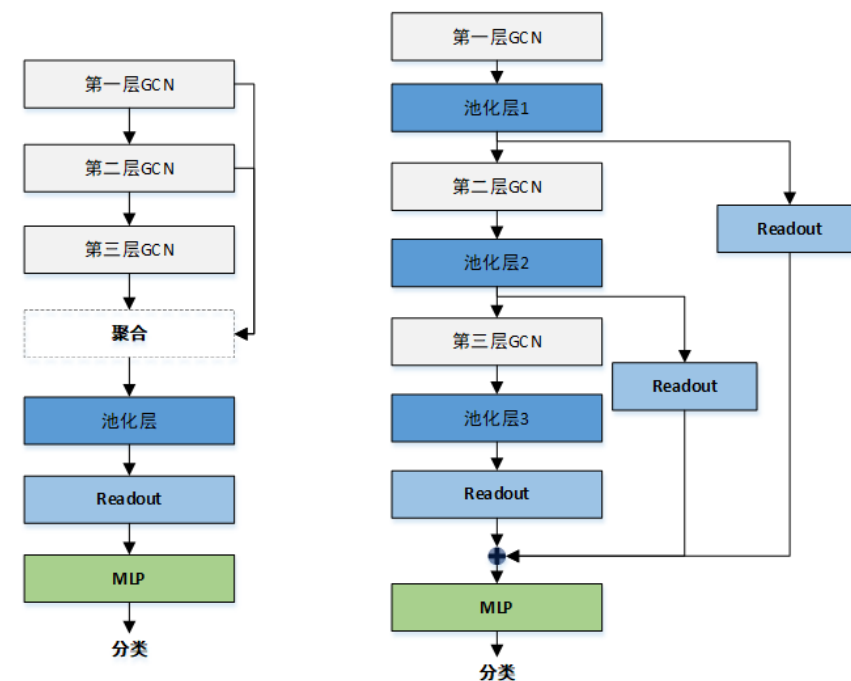 第一层GCN
第二层GCN
第三层GCN
聚合
池化层
Readout
MLP
分类
第一层GCN
池化层1
第二层GCN
Readout
池化层2
第三层GCN
Readout
池化层3
Readout
MLP
分类